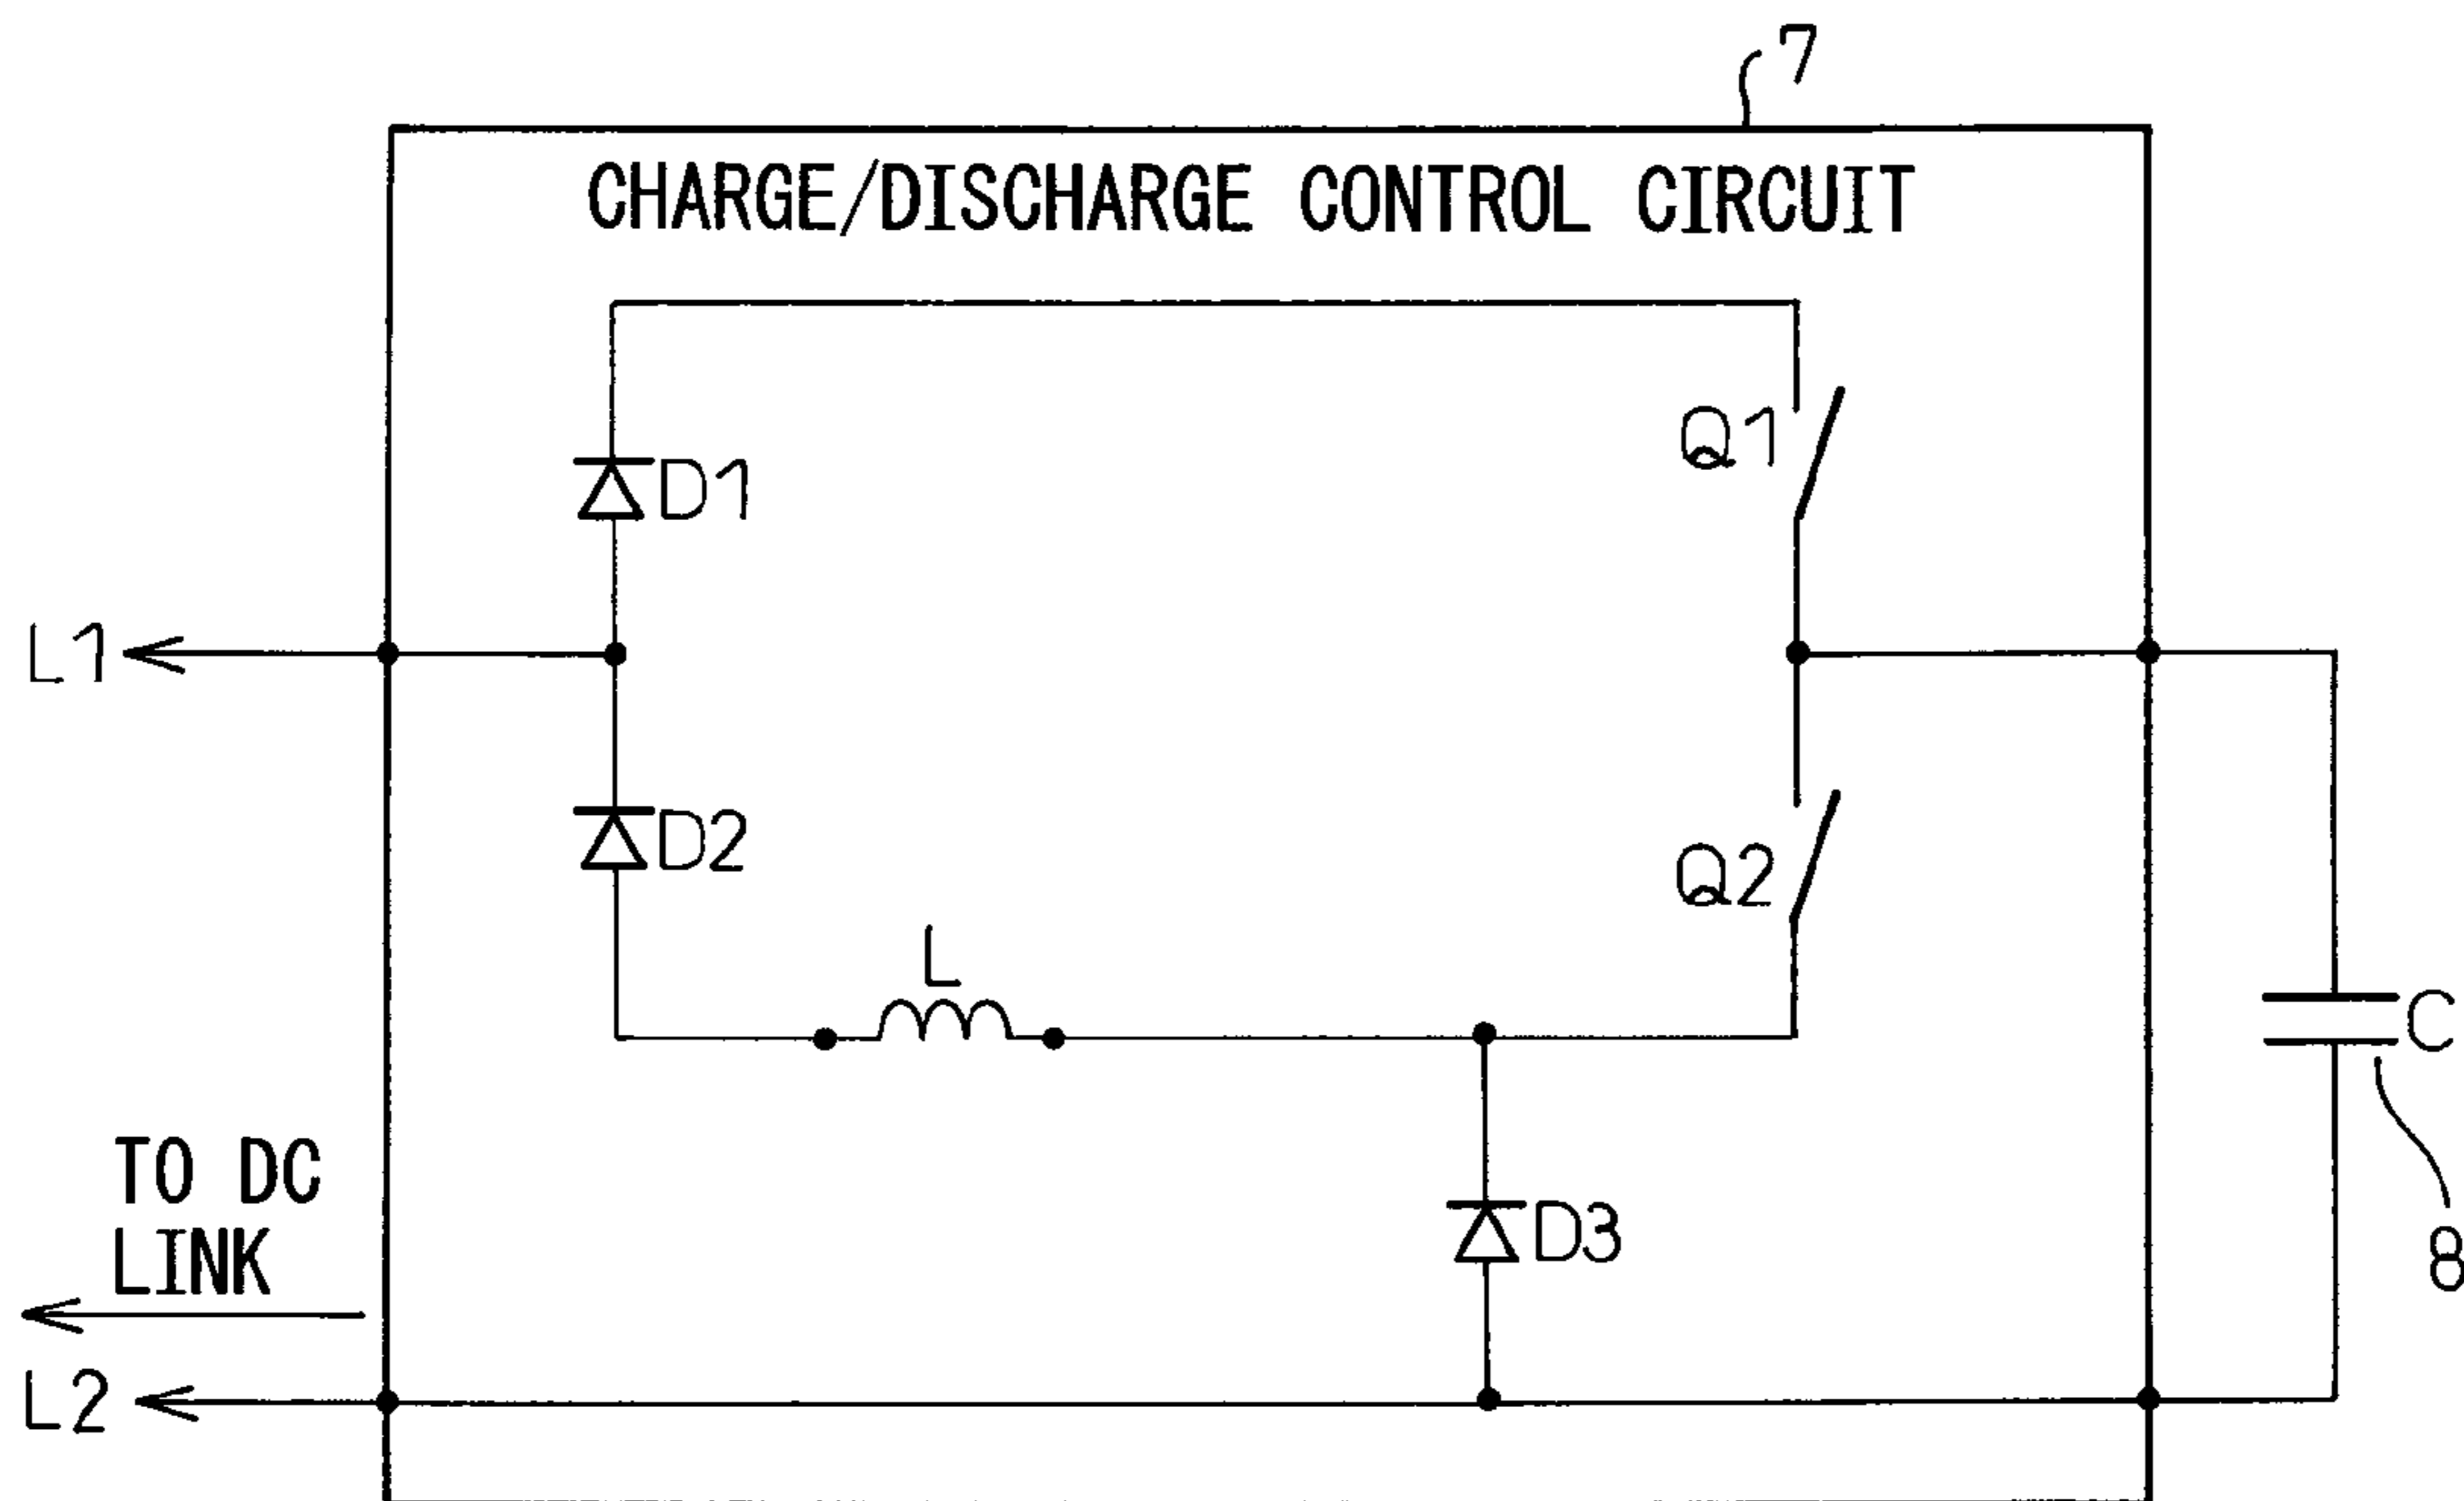 7
CHARGE/DISCHARGE CONTROL CIRCUIT
Q1
D1
L1
D2
Q2
L
C
TO DC
LINK
D3
8
L2